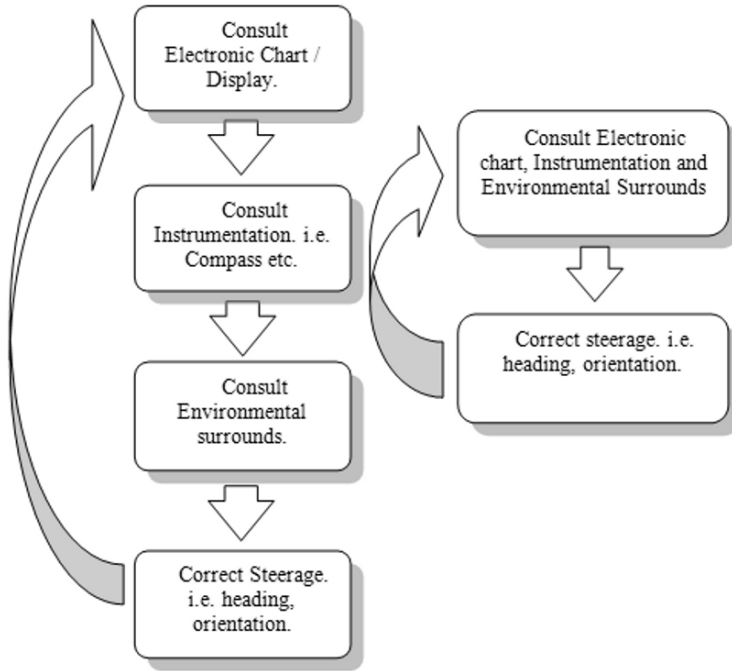 Consult
Electronic Chart /
Display.
Consult
Instrumentation. i.e.
Compass etc.
Consult
Environmental
surrounds.
Correct Steerage.
i.e. heading,
orientation.
Consult Electronic
chart, Instrumentation and
Environmental Surrounds
Correct steerage. i.e.
heading, orientation.